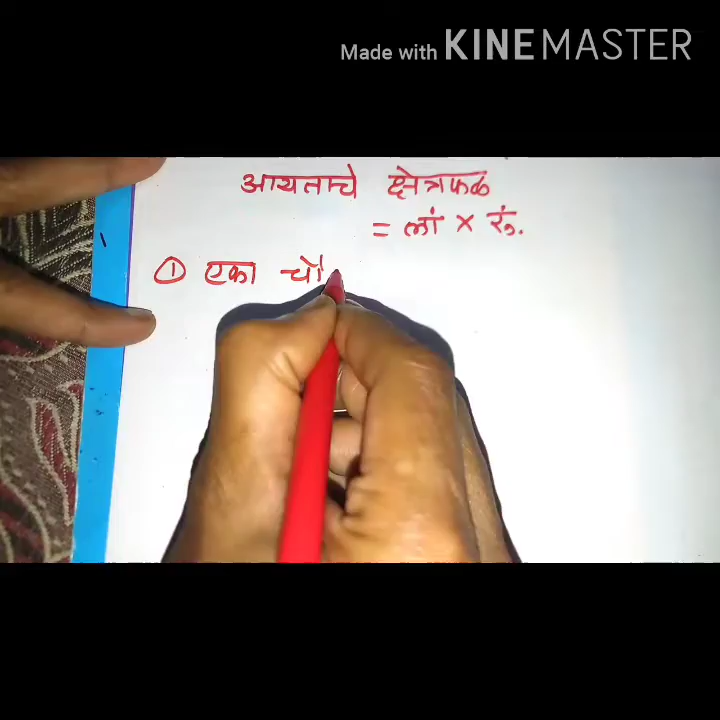 Made with KINEMASTER
आयताचे क्षेत्रफळ
= लां × रूं.
① एका चौ